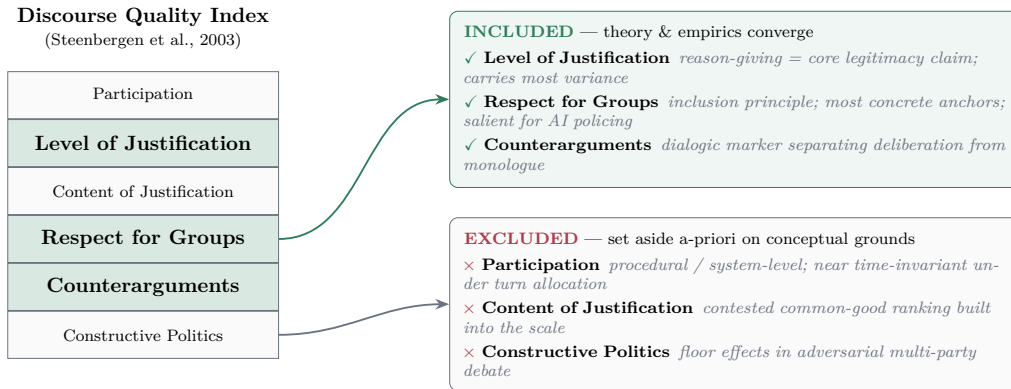 Discourse Quality Index
(Steenbergen et al., 2003)
Participation
Level of Justification
Content of Justification
Respect for Groups
Counterarguments
Constructive Politics
INCLUDED — theory & empirics converge
✓ Level of Justification reason-giving = core legitimacy claim;
carries most variance
✓ Respect for Groups inclusion principle; most concrete anchors;
salient for AI policing
✓ Counterarguments dialogic marker separating deliberation from
monologue
EXCLUDED — set aside a-priori on conceptual grounds
× Participation procedural / system-level; near time-invariant un-
der turn allocation
× Content of Justification contested common-good ranking built
into the scale
× Constructive Politics floor effects in adversarial multi-party
debate